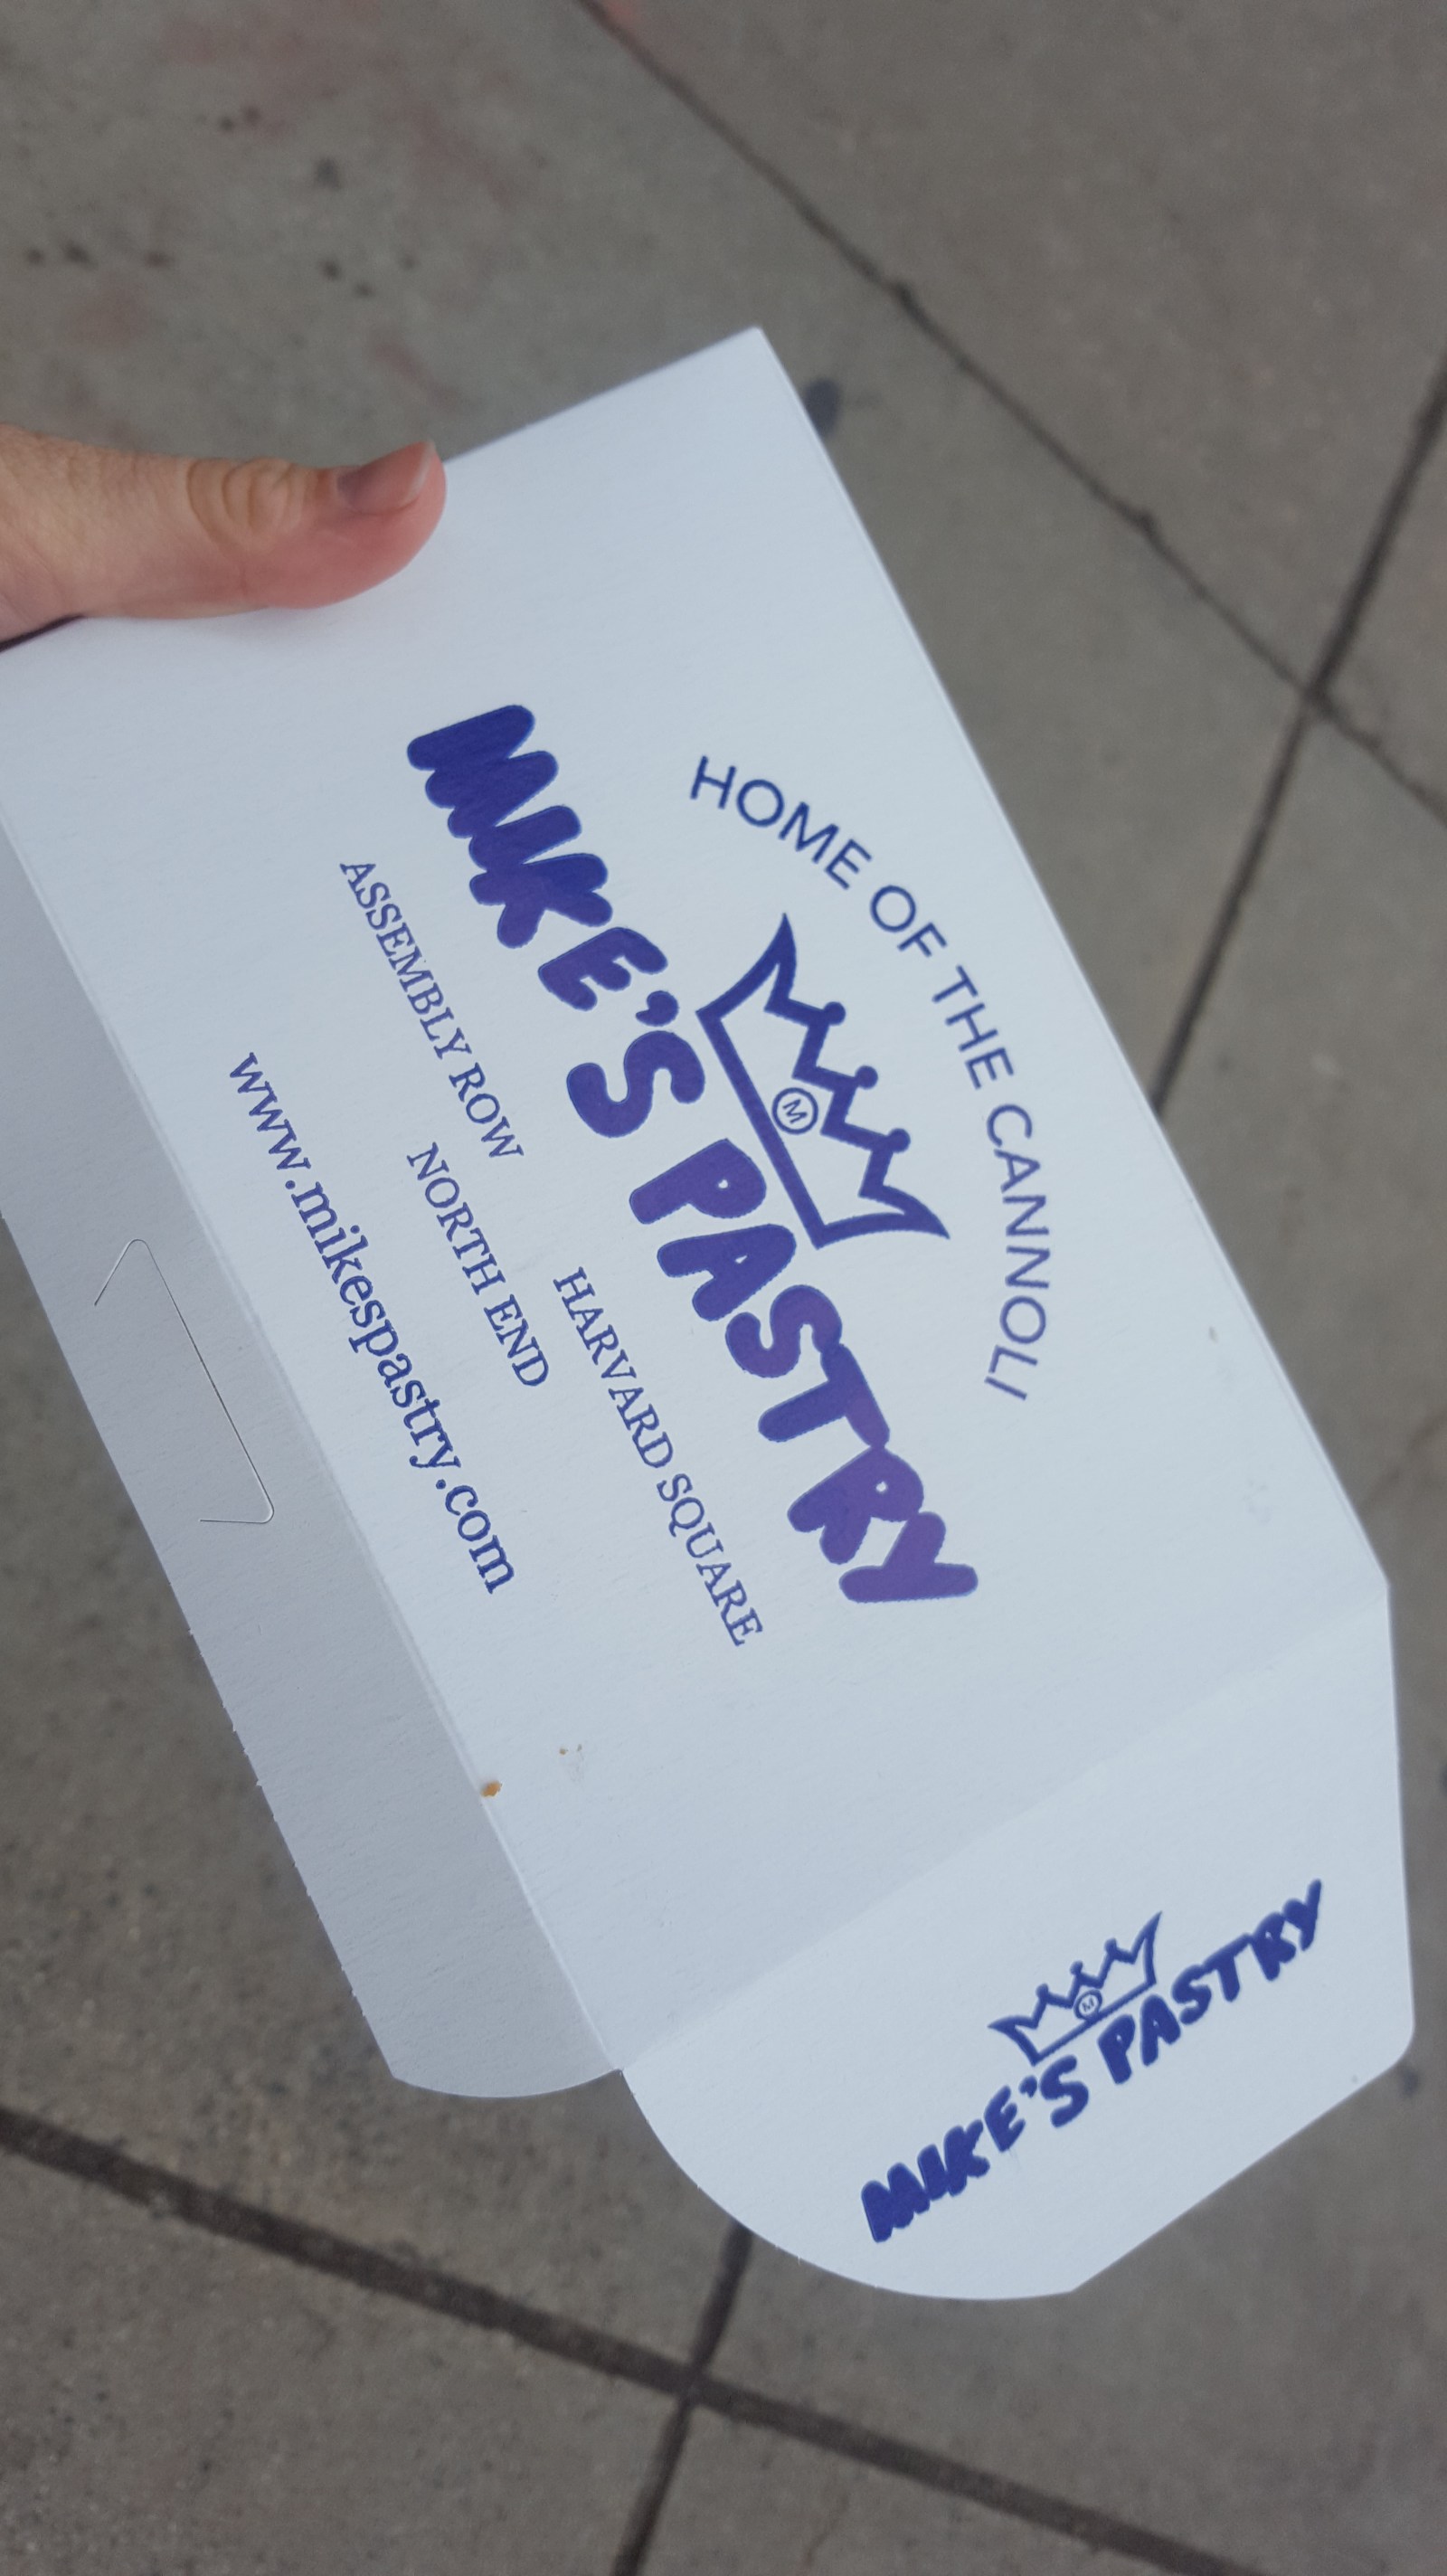 HOME OF THE CANNOLI
M
MIKE'S PASTRY
ASSEMBLY ROW HARVARD SQUARE
NORTH END
www.mikespastry.com
M
MIKE'S PASTRY